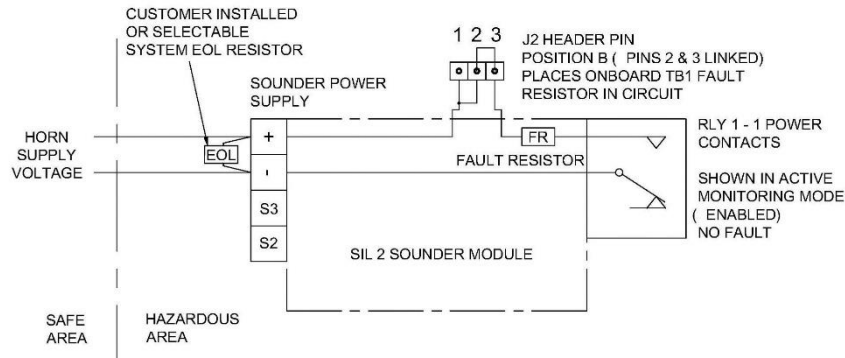 CUSTOMER INSTALLED
OR SELECTABLE
SYSTEM EOL RESISTOR
1 2 3
J2 HEADER PIN
POSITION B ( PINS 2 & 3 LINKED)
PLACES ONBOARD TB1 FAULT
RESISTOR IN CIRCUIT
SOUNDER POWER
SUPPLY
HORN
SUPPLY
VOLTAGE
EOL
+
-
S3
S2
FR
FAULT RESISTOR
RLY 1 - 1 POWER
CONTACTS
SHOWN IN ACTIVE
MONITORING MODE
( ENABLED)
NO FAULT
SIL 2 SOUNDER MODULE
SAFE
AREA
HAZARDOUS
AREA